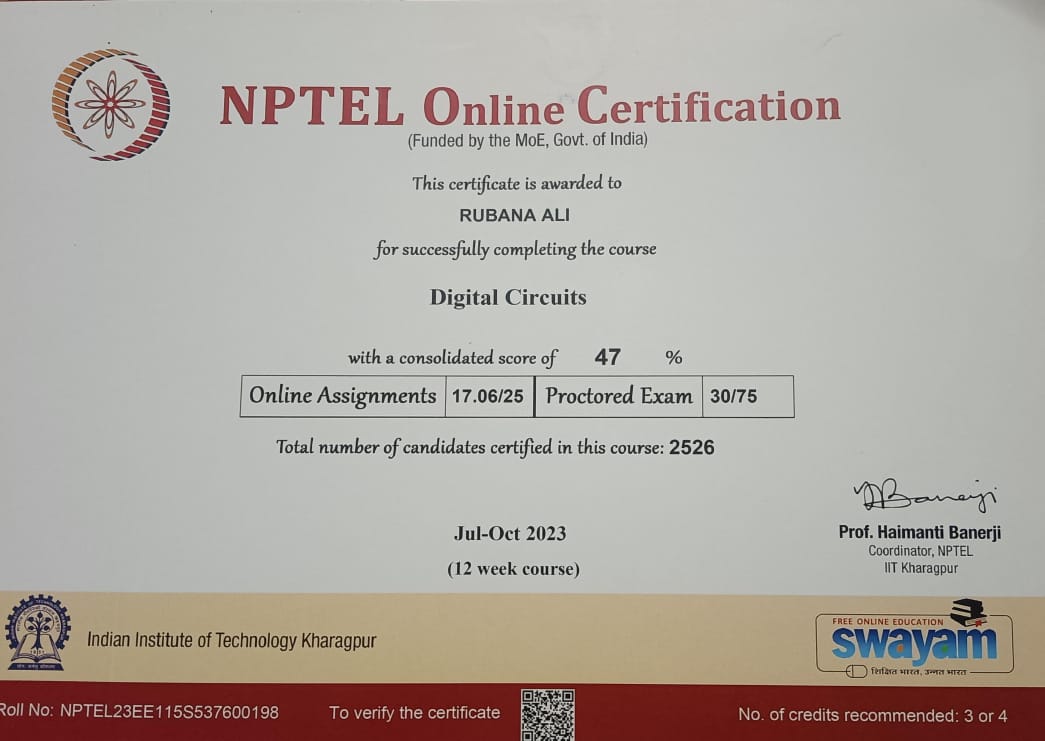 NPTEL Online Certification
(Funded by the MoE, Govt. of India)
This certificate is awarded to
RUBANA ALI
for successfully completing the course
Digital Circuits
with a consolidated score of 47 %
Online Assignments 17.06/25 Proctored Exam 30/75
Total number of candidates certified in this course: 2526
Jul-Oct 2023
(12 week course)
Banerji
Prof. Haimanti Banerji
Coordinator, NPTEL
IIT Kharagpur
Indian Institute of Technology Kharagpur
FREE ONLINE EDUCATION
swayam
शिक्षित भारत, उन्नत भारत
Roll No: NPTEL23EE115S537600198
To verify the certificate
No. of credits recommended: 3 or 4